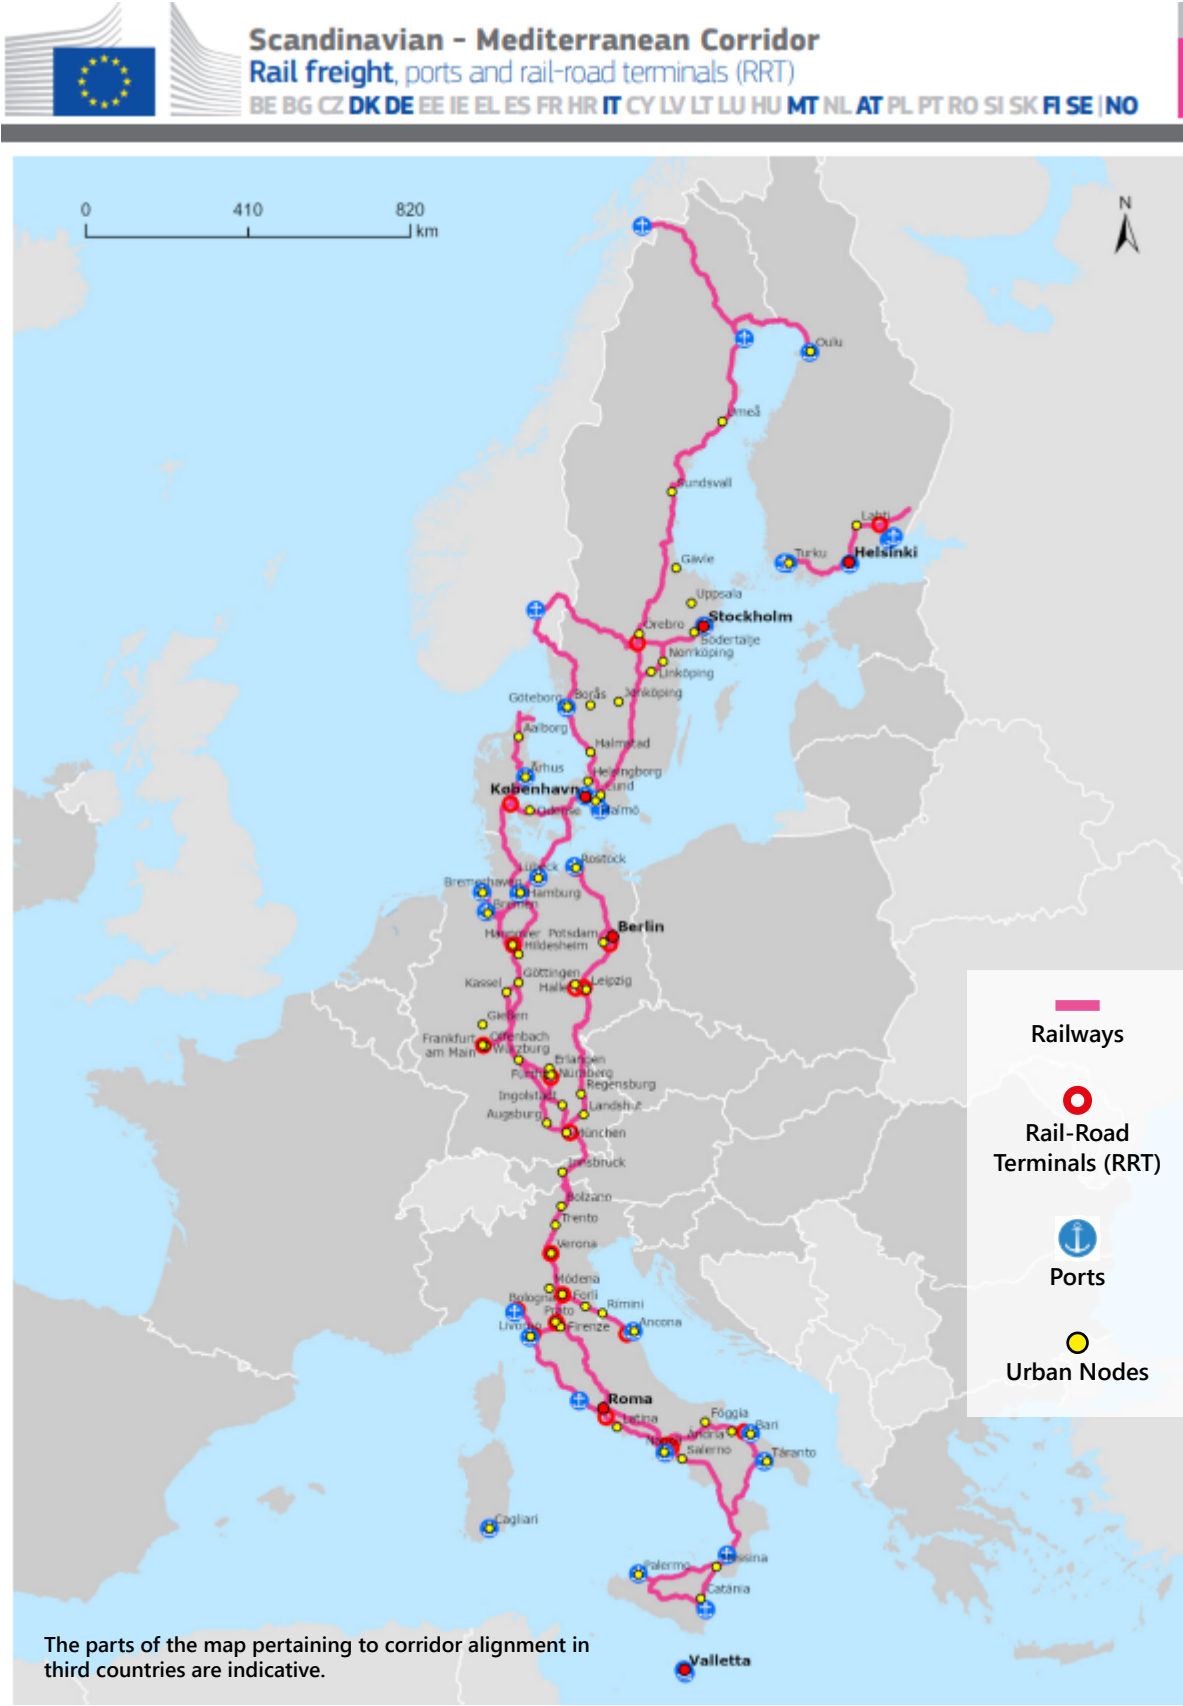 Scandinavian - Mediterranean Corridor
Rail freight, ports and rail-road terminals (RRT)
BE BG CZ DK DE EE IE EL ES FR HR IT CY LV LT LU HU MT NL AT PL PT RO SI SK FI SE | NO
0 410 820
km
N
Oulu
Umeå
Sundsvall
Lahti
Gävle
Turku
Helsinki
Uppsala
Stockholm
Örebro
Södertälje
Norrköping
Linköping
Göteborg
Borås
Jönköping
Aalborg
Halmstad
Århus
Helsingborg
København
Lund
Odense
Malmö
Lübeck
Rostock
Bremerhaven
Hamburg
Bremen
Berlin
Hannover
Potsdam
Hildesheim
Göttingen
Leipzig
Kassel
Halle
Gießen
Frankfurt
am Main
Offenbach
Würzburg
Erlangen
Fürth
Nürnberg
Regensburg
Ingolstadt
Landshut
Augsburg
München
Innsbruck
Bolzano
Trento
Verona
Módena
Bologna
Forlì
Rímini
Prato
Livorno
Firenze
Ancona
Roma
Latina
Fóggia
Ándria
Bari
Napoli
Salerno
Táranto
Cagliari
Palermo
Messina
Catánia
Valletta
Railways
Rail-Road
Terminals (RRT)
Ports
Urban Nodes
The parts of the map pertaining to corridor alignment in
third countries are indicative.